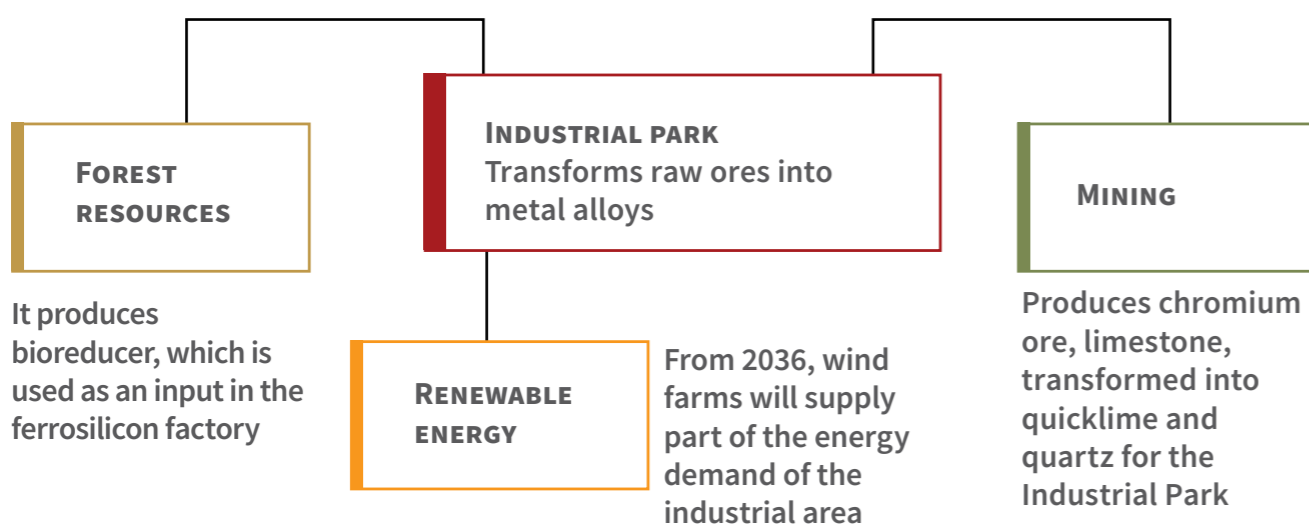 INDUSTRIAL PARK
Transforms raw ores into
metal alloys
FOREST
RESOURCES
It produces
bioreducer, which is
used as an input in the
ferrosilicon factory
MINING
Produces chromium
ore, limestone,
transformed into
quicklime and
quartz for the
Industrial Park
RENEWABLE
ENERGY
From 2036, wind
farms will supply
part of the energy
demand of the
industrial area